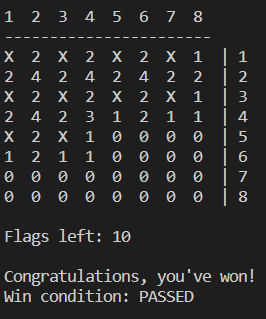 1 2 3 4 5 6 7 8
-----------------------
X 2 X 2 X 2 X 1 | 1
2 4 2 4 2 4 2 2 | 2
X 2 X 2 X 2 X 1 | 3
2 4 2 3 1 2 1 1 | 4
X 2 X 1 0 0 0 0 | 5
1 2 1 1 0 0 0 0 | 6
0 0 0 0 0 0 0 0 | 7
0 0 0 0 0 0 0 0 | 8
Flags left: 10
Congratulations, you've won!
Win condition: PASSED